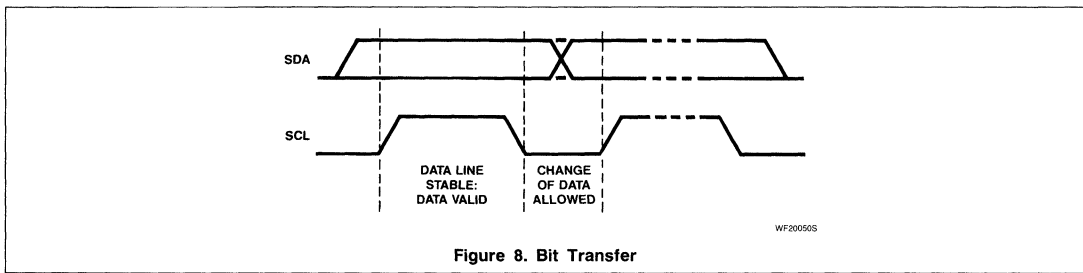 SDA
SCL
DATA LINE
STABLE:
DATA VALID
CHANGE
OF DATA
ALLOWED
WF20050S
Figure 8. Bit Transfer